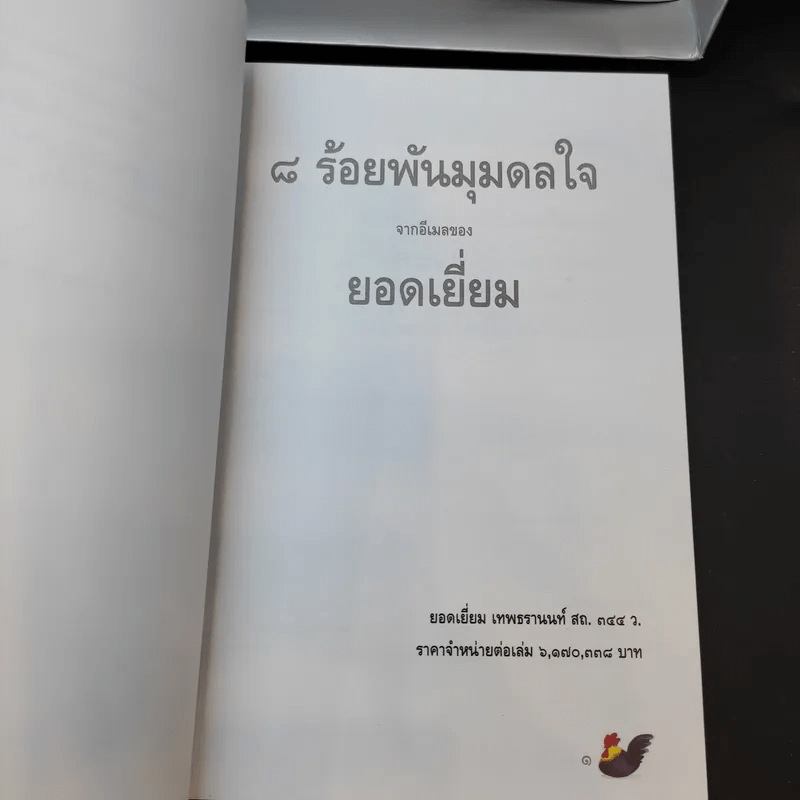 ๘ ร้อยพันมุมดลใจ
จากอีเมลของ
ยอดเยี่ยม
ยอดเยี่ยม เทพธรานนท์ สถ. ๓๔๔ ว.
ราคาจำหน่ายต่อเล่ม ๖,๑๗๐,๓๓๘ บาท
๑